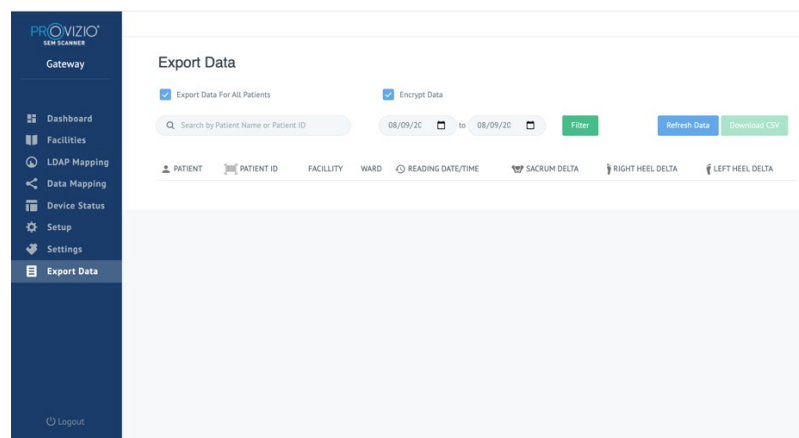 PROVIZIO®
SEM SCANNER
Gateway
Dashboard
Facilities
LDAP Mapping
Data Mapping
Device Status
Setup
Settings
Export Data
Logout
Export Data
Export Data For All Patients
Encrypt Data
Search by Patient Name or Patient ID
08/09/20 to 08/09/20
Filter
Refresh Data
Download CSV
PATIENT PATIENT ID FACILLITY WARD READING DATE/TIME SACRUM DELTA RIGHT HEEL DELTA LEFT HEEL DELTA